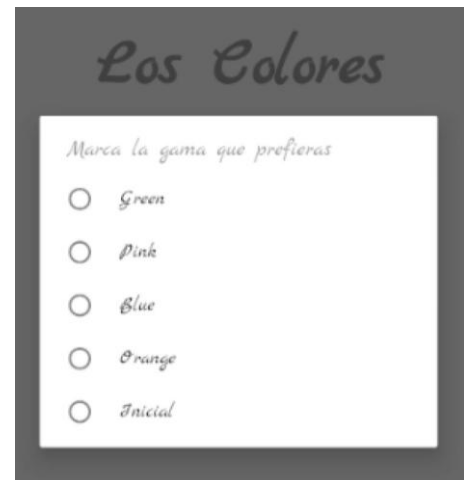 Los Colores
Marca la gama que prefieras
Green
Pink
Blue
Orange
Inicial